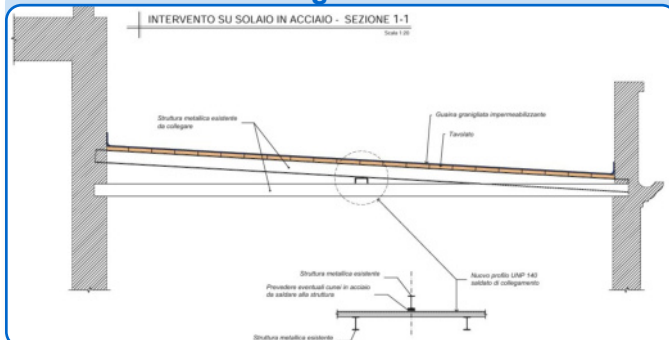 INTERVENTO SU SOLAIO IN ACCIAIO - SEZIONE 1-1
Scala 1:20
Struttura metallica esistente
da collegare
Guaina granigliata impermeabilizzante
Tavolato
Struttura metallica esistente
Prevedere eventuali cunei in acciaio
da saldare alla struttura
Nuovo profilo UNP 140
saldato di collegamento
Struttura metallica esistente